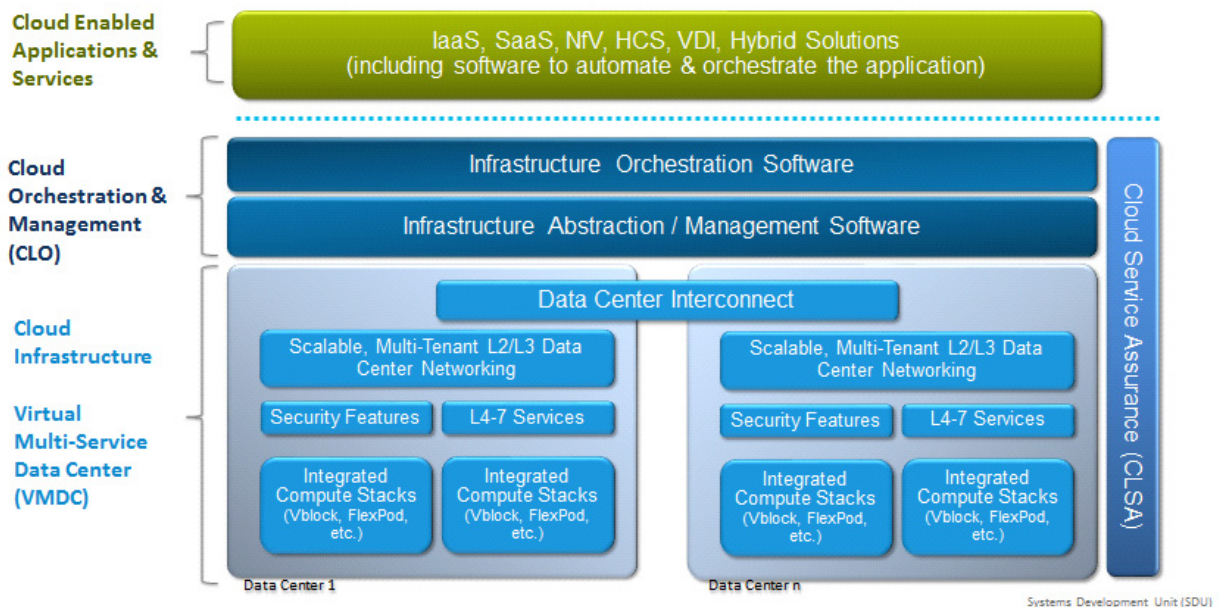 Cloud Enabled
Applications &
Services
IaaS, SaaS, NfV, HCS, VDI, Hybrid Solutions
(including software to automate & orchestrate the application)
Cloud
Orchestration &
Management
(CLO)
Infrastructure Orchestration Software
Infrastructure Abstraction / Management Software
Cloud Service Assurance (CLSA)
Cloud
Infrastructure
Virtual
Multi-Service
Data Center
(VMDC)
Data Center Interconnect
Scalable, Multi-Tenant L2/L3 Data
Center Networking
Security Features
L4-7 Services
Integrated
Compute Stacks
(Vblock, FlexPod,
etc.)
Integrated
Compute Stacks
(Vblock, FlexPod,
etc.)
Data Center 1
Scalable, Multi-Tenant L2/L3 Data
Center Networking
Security Features
L4-7 Services
Integrated
Compute Stacks
(Vblock, FlexPod,
etc.)
Integrated
Compute Stacks
(Vblock, FlexPod,
etc.)
Data Center n
Systems Development Unit (SDU)